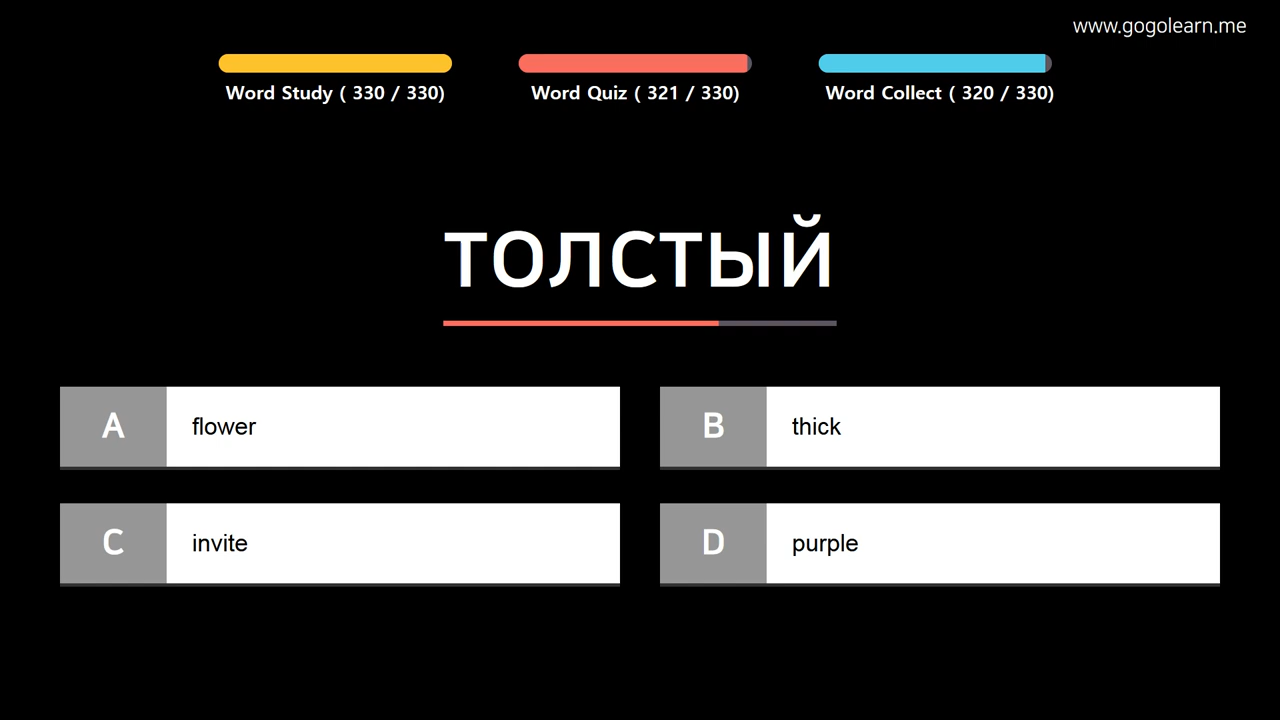 www.gogolearn.me
Word Study ( 330 / 330)
Word Quiz ( 321 / 330)
Word Collect ( 320 / 330)
толстый
A flower
B thick
C invite
D purple